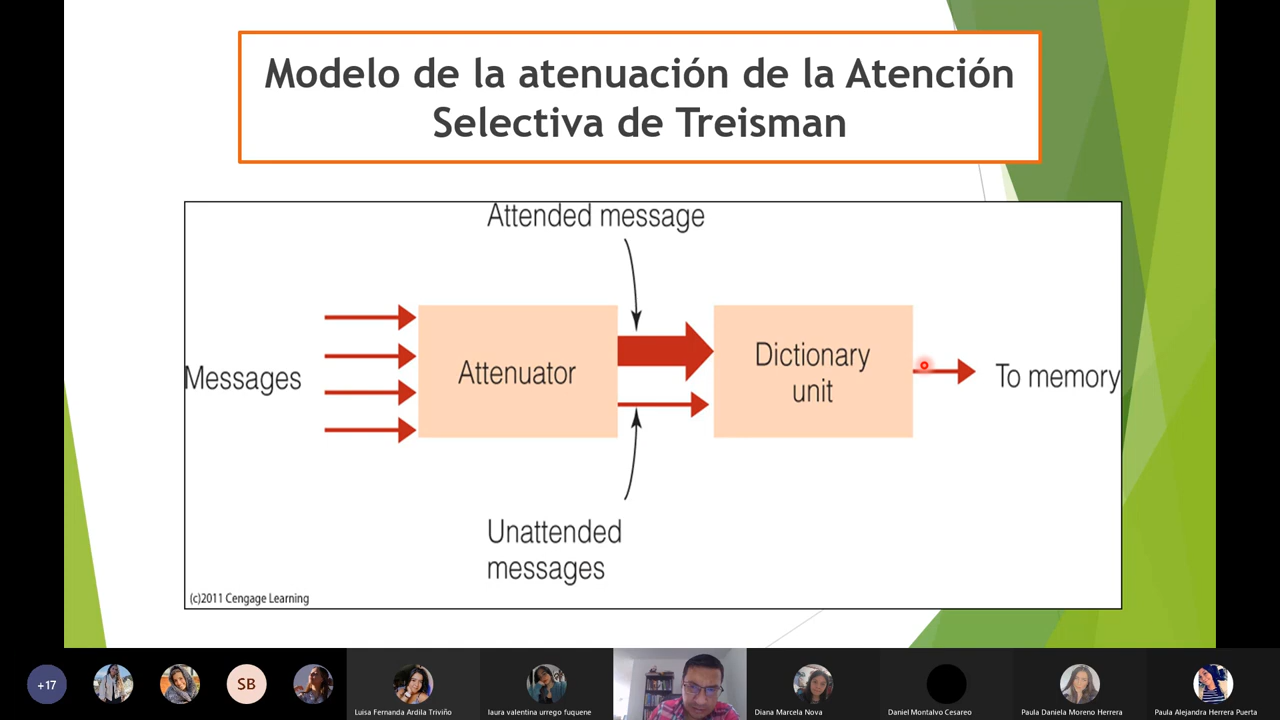 Modelo de la atenuación de la Atención
Selectiva de Treisman
Attended message
Messages
Attenuator
Dictionary
unit
To memory
Unattended
messages
(c)2011 Cengage Learning
+17
SB
Luisa Fernanda Ardila Triviño
laura valentina urrego fuquene
Diana Marcela Nova
Daniel Montalvo Cesareo
Paula Daniela Moreno Herrera
Paula Alejandra Herrera Puerta